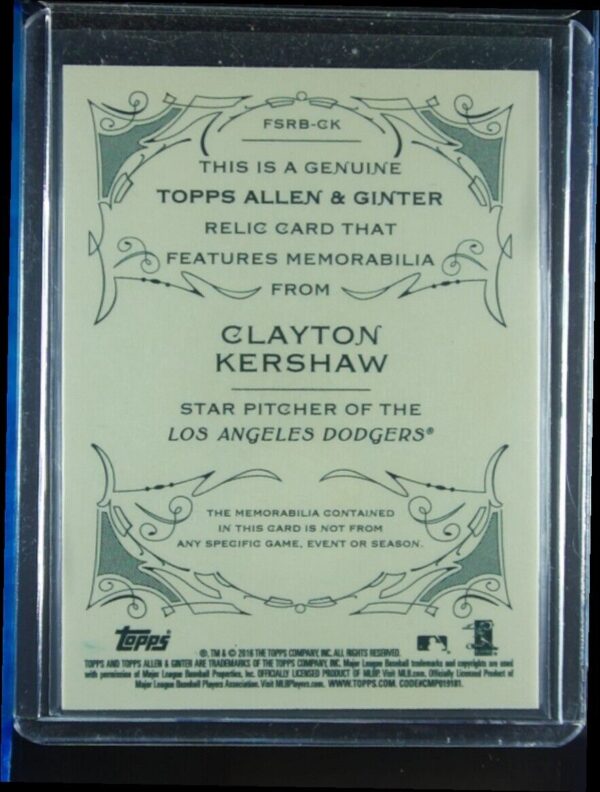 FSRB-CK
THIS IS A GENUINE
TOPPS ALLEN & GINTER
RELIC CARD THAT
FEATURES MEMORABILIA
FROM
CLAYTON
KERSHAW
STAR PITCHER OF THE
LOS ANGELES DODGERS®
THE MEMORABILIA CONTAINED
IN THIS CARD IS NOT FROM
ANY SPECIFIC GAME, EVENT OR SEASON.
topps
®, TM & © 2018 THE TOPPS COMPANY, INC. ALL RIGHTS RESERVED.
TOPPS AND TOPPS ALLEN & GINTER ARE TRADEMARKS OF THE TOPPS COMPANY, INC. Major League Baseball trademarks and copyrights are used
with permission of Major League Baseball Properties, Inc. OFFICIALLY LICENSED PRODUCT OF MLBP. Visit MLB.com. Officially Licensed Product of
Major League Baseball Players Association. Visit MLBPlayers.com. WWW.TOPPS.COM. CODE#CMP019181.